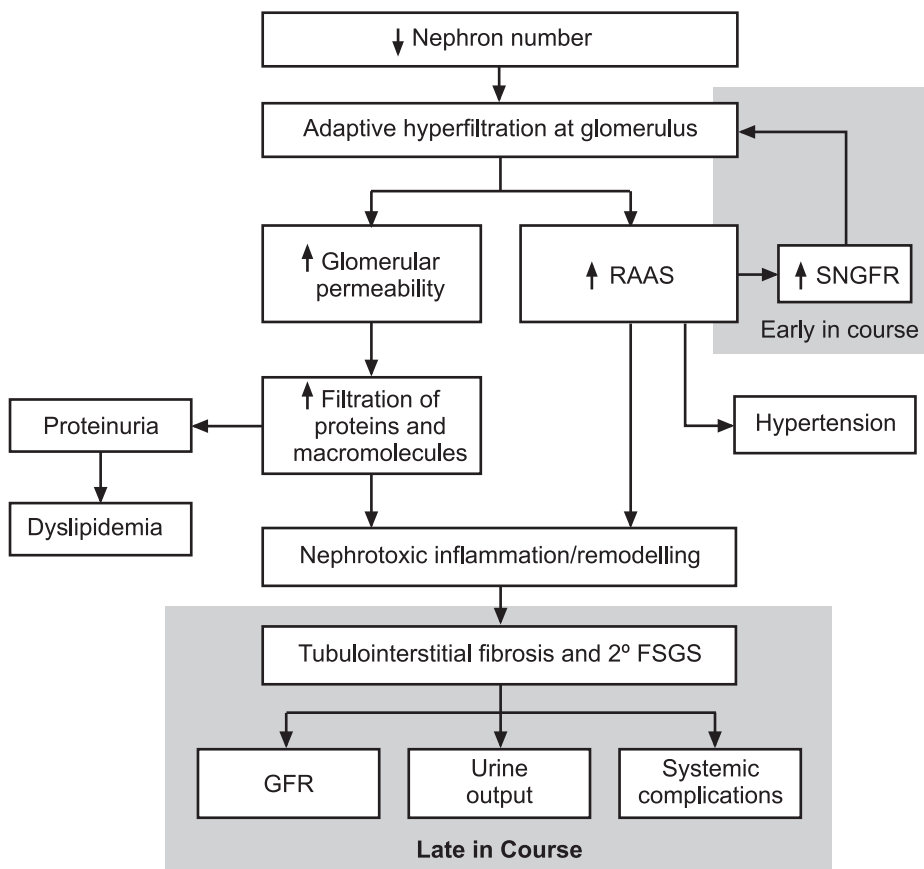 ↓ Nephron number
Adaptive hyperfiltration at glomerulus
↑ Glomerular
permeability
↑ RAAS
↑ SNGFR
Early in course
↑ Filtration of
proteins and
macromolecules
Proteinuria
Hypertension
Dyslipidemia
Nephrotoxic inflammation/remodelling
Tubulointerstitial fibrosis and 2º FSGS
GFR
Urine
output
Systemic
complications
Late in Course